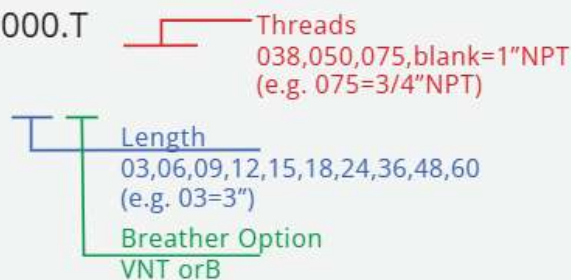 000.T
Threads
038,050,075,blank=1”NPT
(e.g. 075=3/4”NPT)
Length
03,06,09,12,15,18,24,36,48,60
(e.g. 03=3”)
Breather Option
VNT orB